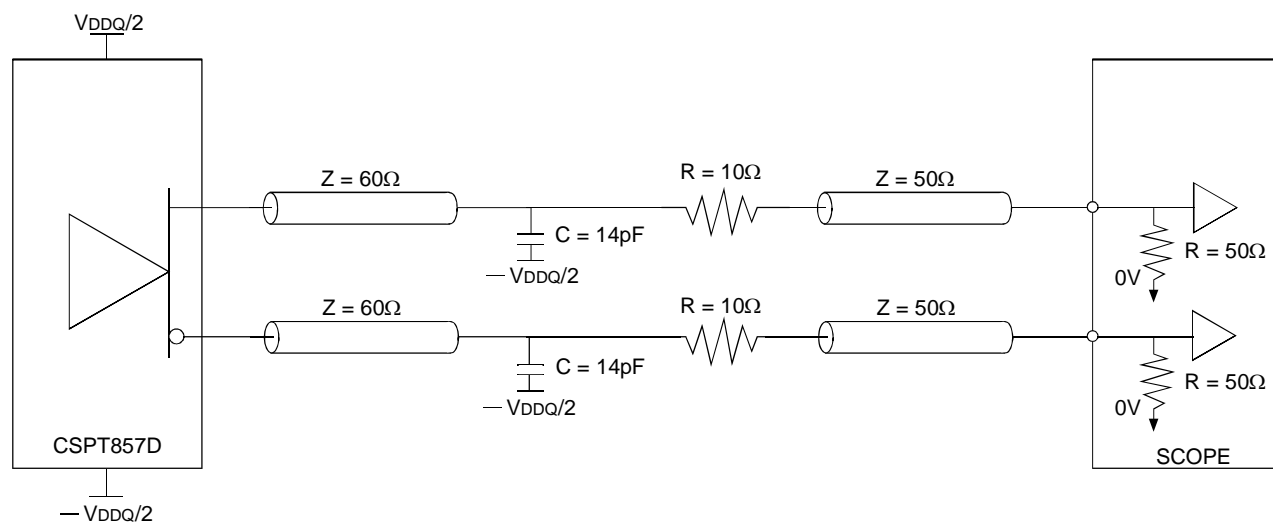 VDDQ/2
Z = 60Ω
R = 10Ω
Z = 50Ω
C = 14pF
R = 50Ω
— VDDQ/2
0V
Z = 60Ω
R = 10Ω
Z = 50Ω
C = 14pF
R = 50Ω
— VDDQ/2
0V
CSPT857D
SCOPE
— VDDQ/2